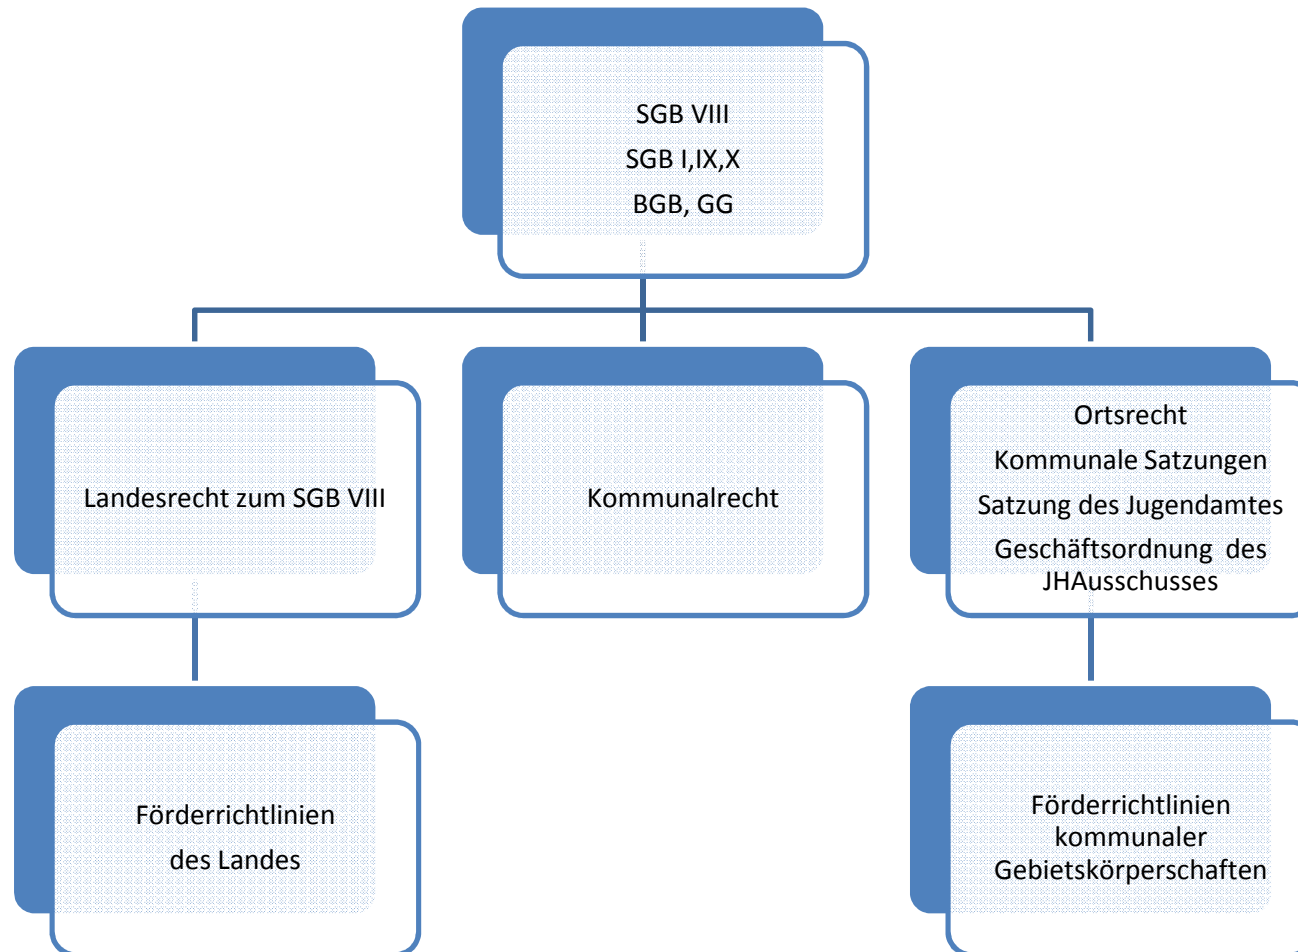 SGB VIII
SGB I,IX,X
BGB, GG
Landesrecht zum SGB VIII
Kommunalrecht
Ortsrecht
Kommunale Satzungen
Satzung des Jugendamtes
Geschäftsordnung des
JHAusschusses
Förderrichtlinien
des Landes
Förderrichtlinien
kommunaler
Gebietskörperschaften